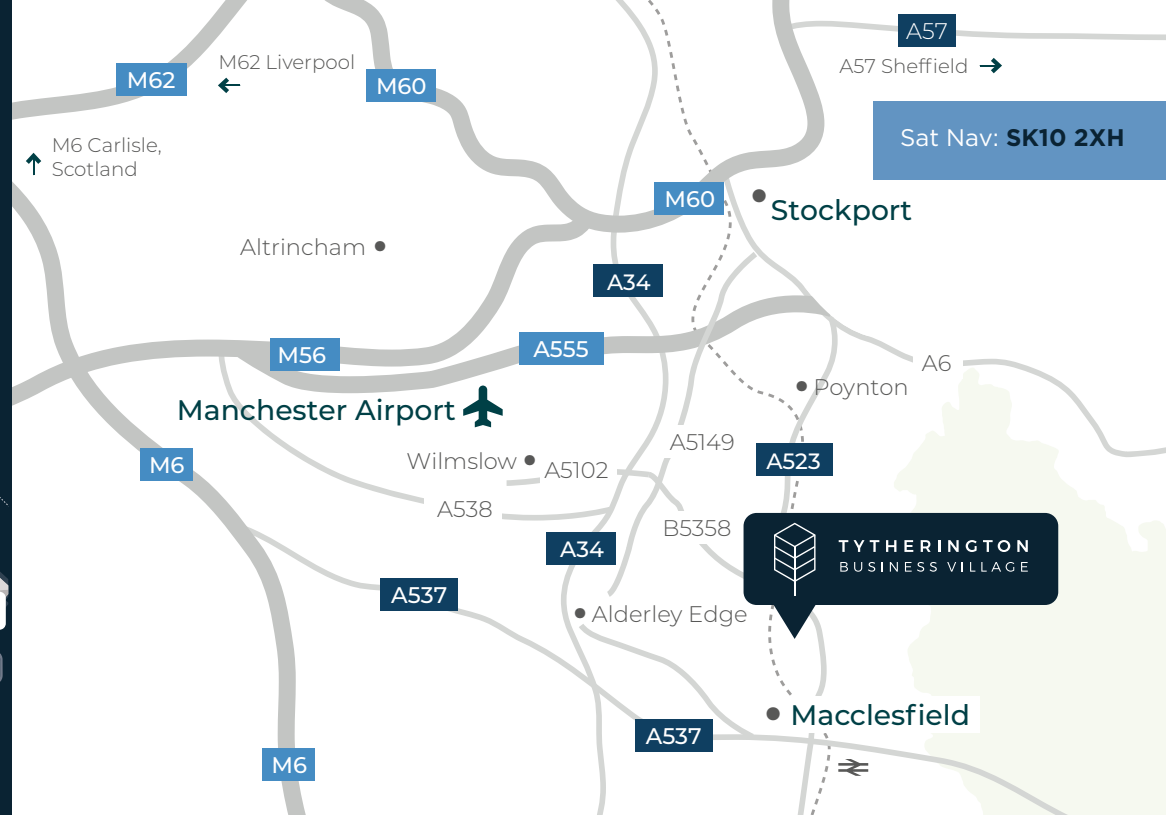 A57
M62 Liverpool
A57 Sheffield
M62
M60
Sat Nav: SK10 2XH
M6 Carlisle,
Scotland
M60
Stockport
Altrincham
A34
A555
M56
A6
Poynton
Manchester Airport
A5149
Wilmslow
A523
M6
A5102
A538
B5358
TYTHERINGTON
BUSINESS VILLAGE
A34
A537
Alderley Edge
Macclesfield
A537
M6